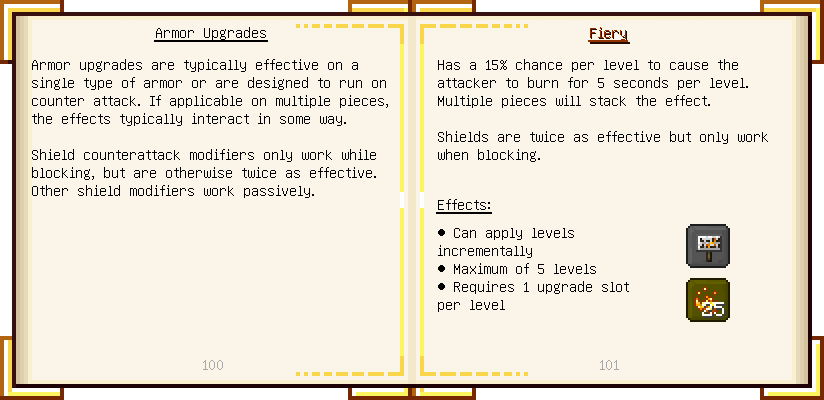 Armor Upgrades
Armor upgrades are typically effective on a
single type of armor or are designed to run on
counter attack. If applicable on multiple pieces,
the effects typically interact in some way.
Shield counterattack modifiers only work while
blocking, but are otherwise twice as effective.
Other shield modifiers work passively.
100
Fiery
Has a 15% chance per level to cause the
attacker to burn for 5 seconds per level.
Multiple pieces will stack the effect.
Shields are twice as effective but only work
when blocking.
Effects:
● Can apply levels
incrementally
● Maximum of 5 levels
● Requires 1 upgrade slot
per level
25
101